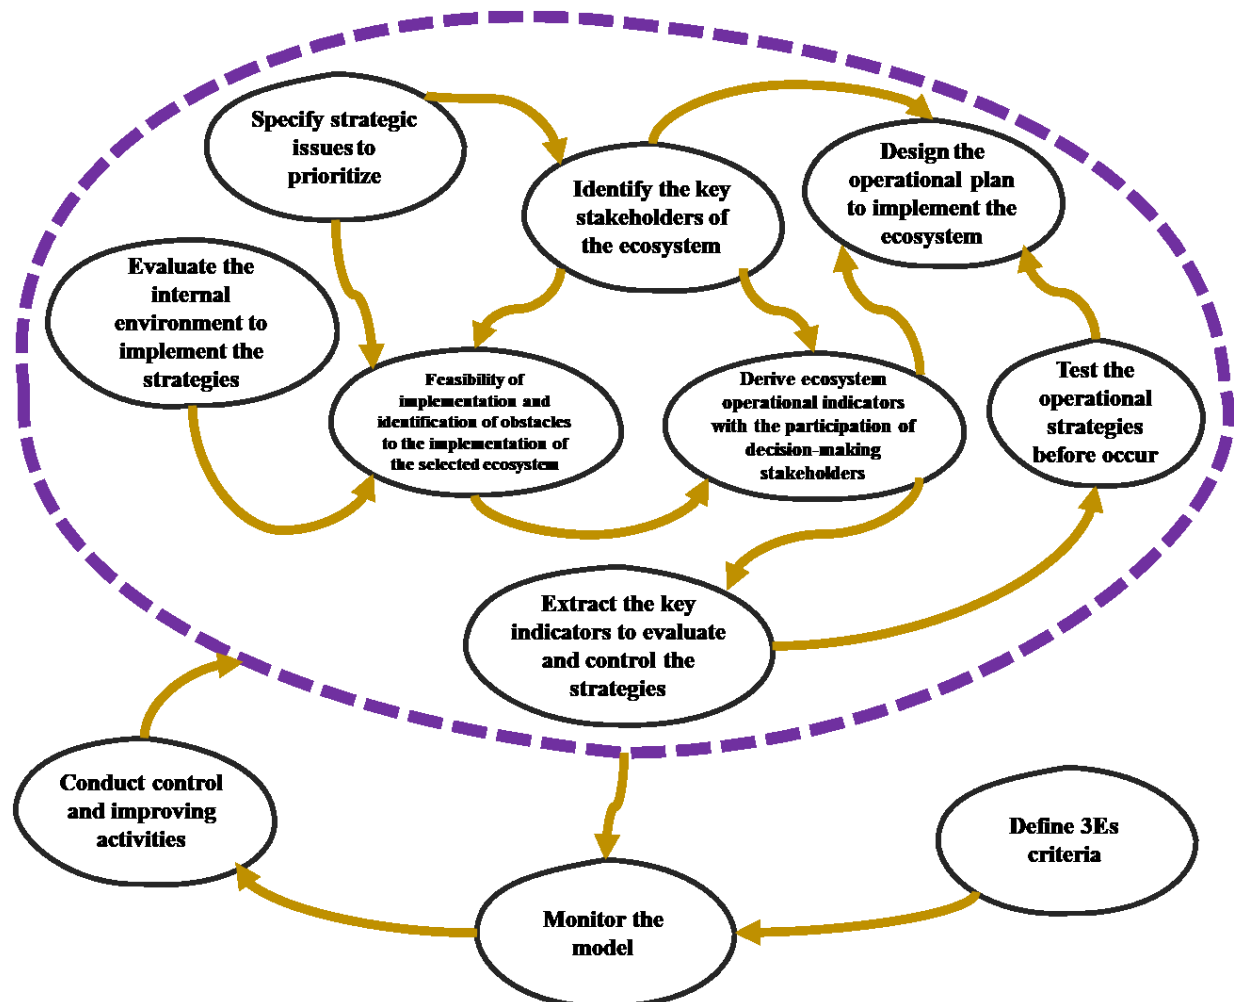 Specify strategic
issues to
prioritize
Identify the key
stakeholders of
the ecosystem
Design the
operational plan
to implement the
ecosystem
Evaluate the
internal
environment to
implement the
strategies
Feasibility of
implementation and
identification of obstacles
to the implementation of
the selected ecosystem
Derive ecosystem
operational indicators
with the participation of
decision-making
stakeholders
Test the
operational
strategies
before occur
Extract the key
indicators to evaluate
and control the
strategies
Conduct control
and improving
activities
Define 3Es
criteria
Monitor the
model